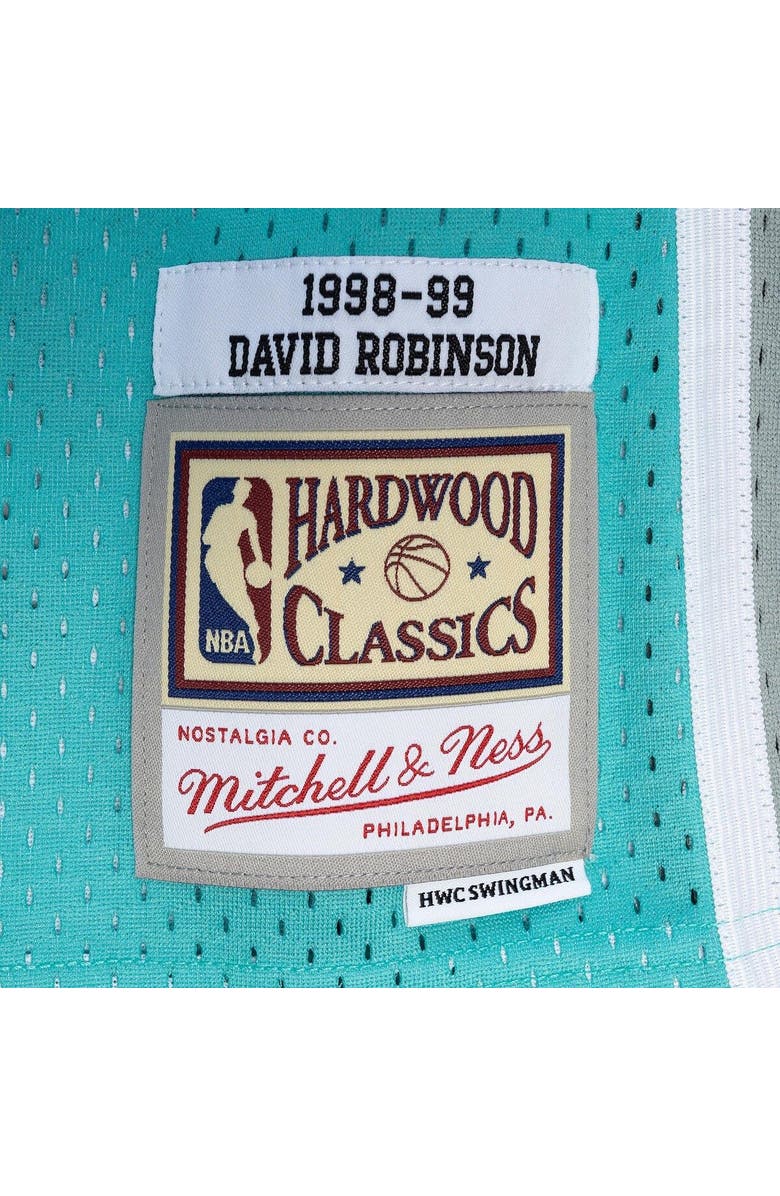 1998-99
DAVID ROBINSON
HARDWOOD
CLASSICS
NBA
NOSTALGIA CO.
Mitchell & Ness
PHILADELPHIA, PA.
HWC SWINGMAN